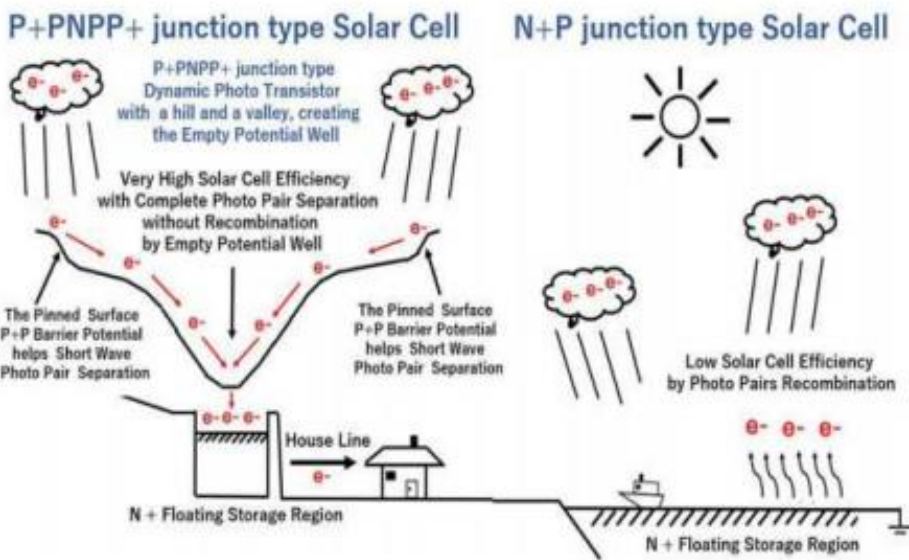 P+PNPP+ junction type Solar Cell
N+P junction type Solar Cell
P+PNPP+ junction type
Dynamic Photo Transistor
with a hill and a valley, creating
the Empty Potential Well
e- e- e-
e- e- e-
Very High Solar Cell Efficiency
with Complete Photo Pair Separation
without Recombination
by Empty Potential Well
e-
e-
e-
e-
e-
e-
The Pinned Surface
P+P Barrier Potential
helps Short Wave
Photo Pair Separation
The Pinned Surface
P+P Barrier Potential
helps Short Wave
Photo Pair Separation
e- e- e-
House Line
e-
N + Floating Storage Region
e- e- e-
e- e- e-
Low Solar Cell Efficiency
by Photo Pairs Recombination
e- e- e-
N + Floating Storage Region